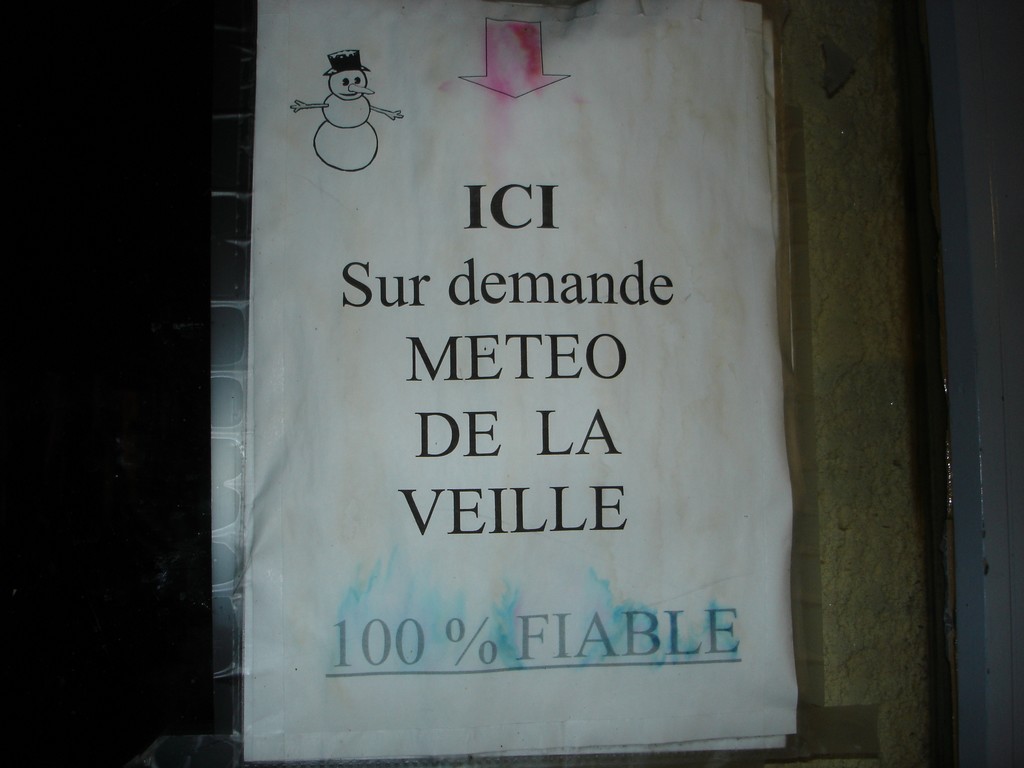 ICI
Sur demande
METEO
DE LA
VEILLE
100 % FIABLE